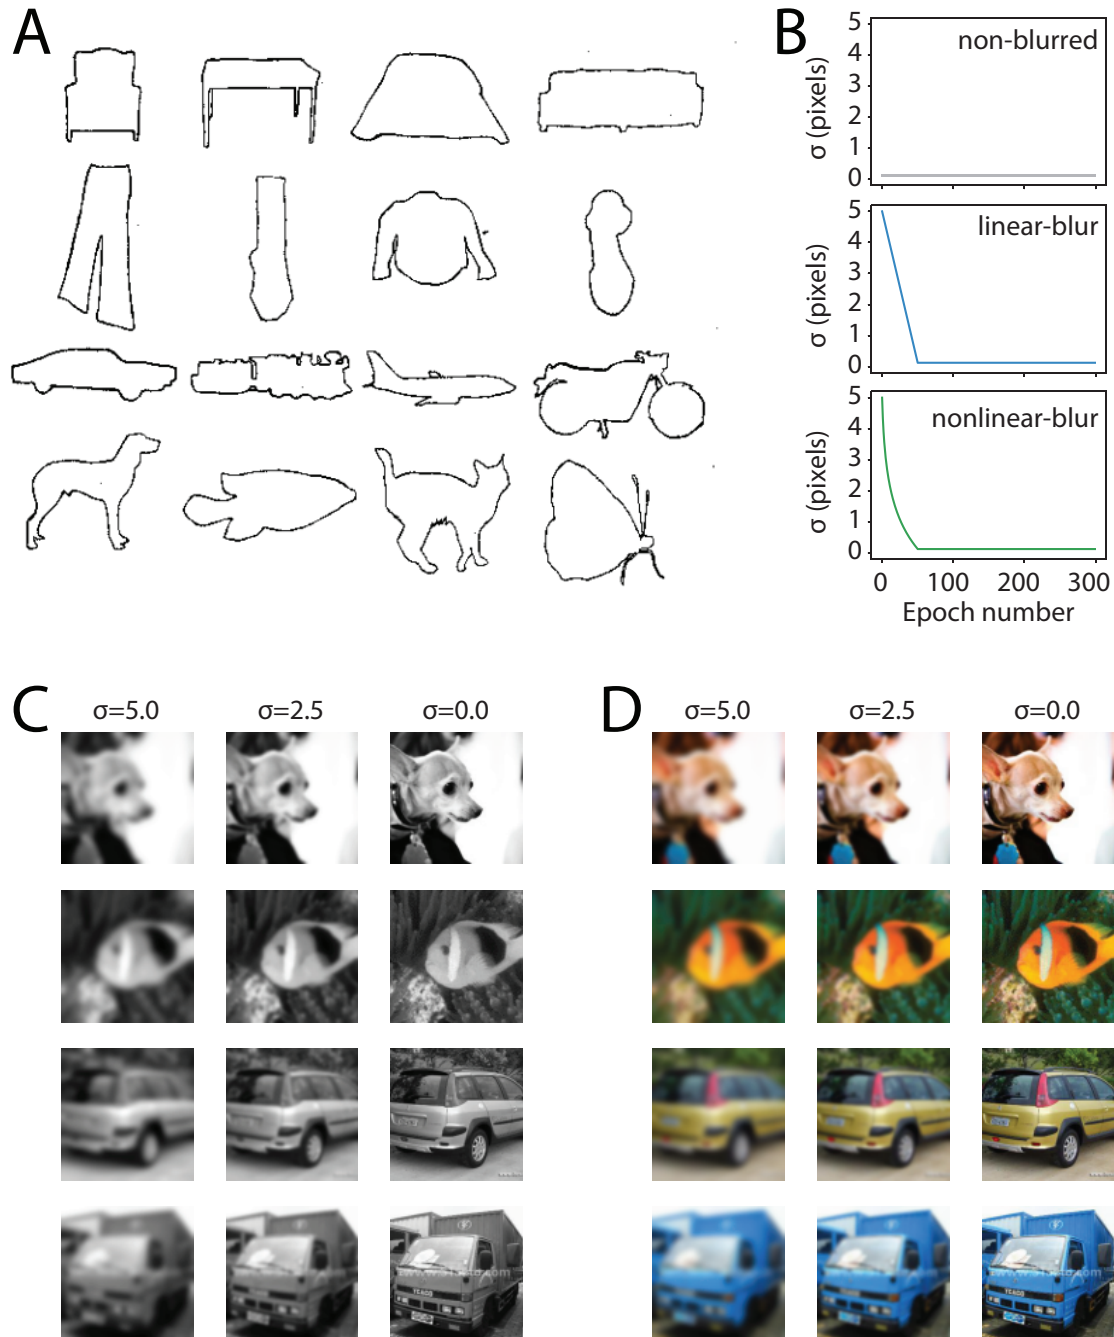 A
B
5
4
3
2
1
0
σ (pixels)
non-blurred
5
4
3
2
1
0
σ (pixels)
linear-blur
5
4
3
2
1
0
σ (pixels)
nonlinear-blur
0 100 200 300
Epoch number
C
σ=5.0 σ=2.5 σ=0.0
D
σ=5.0 σ=2.5 σ=0.0